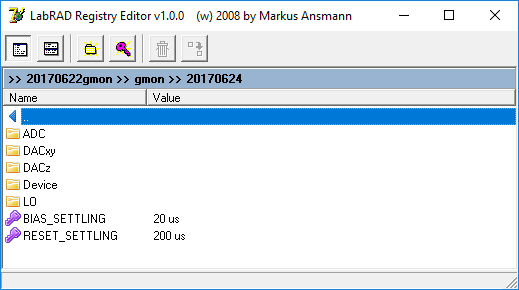 LabRAD Registry Editor v1.0.0 (w) 2008 by Markus Ansmann
>> 20170622gmon >> gmon >> 20170624
Name Value
..
ADC
DACxy
DACz
Device
LO
BIAS_SETTLING 20 us
RESET_SETTLING 200 us